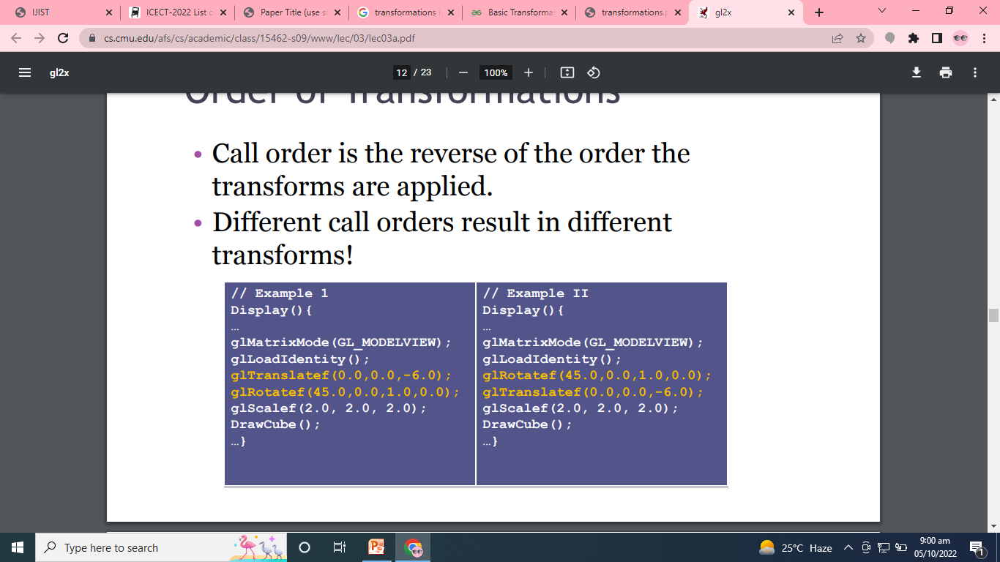 IJIST
ICECT-2022 List o
Paper Title (use s
transformations i
Basic Transforma
transformations.p
gl2x
cs.cmu.edu/afs/cs/academic/class/15462-s09/www/lec/03/lec03a.pdf
gl2x
12 / 23
100%
Order of Transformations
• Call order is the reverse of the order the
transforms are applied.
• Different call orders result in different
transforms!
// Example 1
Display(){
…
glMatrixMode(GL_MODELVIEW);
glLoadIdentity();
glTranslatef(0.0,0.0,-6.0);
glRotatef(45.0,0.0,1.0,0.0);
glScalef(2.0, 2.0, 2.0);
DrawCube();
…}
// Example II
Display(){
…
glMatrixMode(GL_MODELVIEW);
glLoadIdentity();
glRotatef(45.0,0.0,1.0,0.0);
glTranslatef(0.0,0.0,-6.0);
glScalef(2.0, 2.0, 2.0);
DrawCube();
…}
Type here to search
25°C Haze
9:00 am
05/10/2022
1